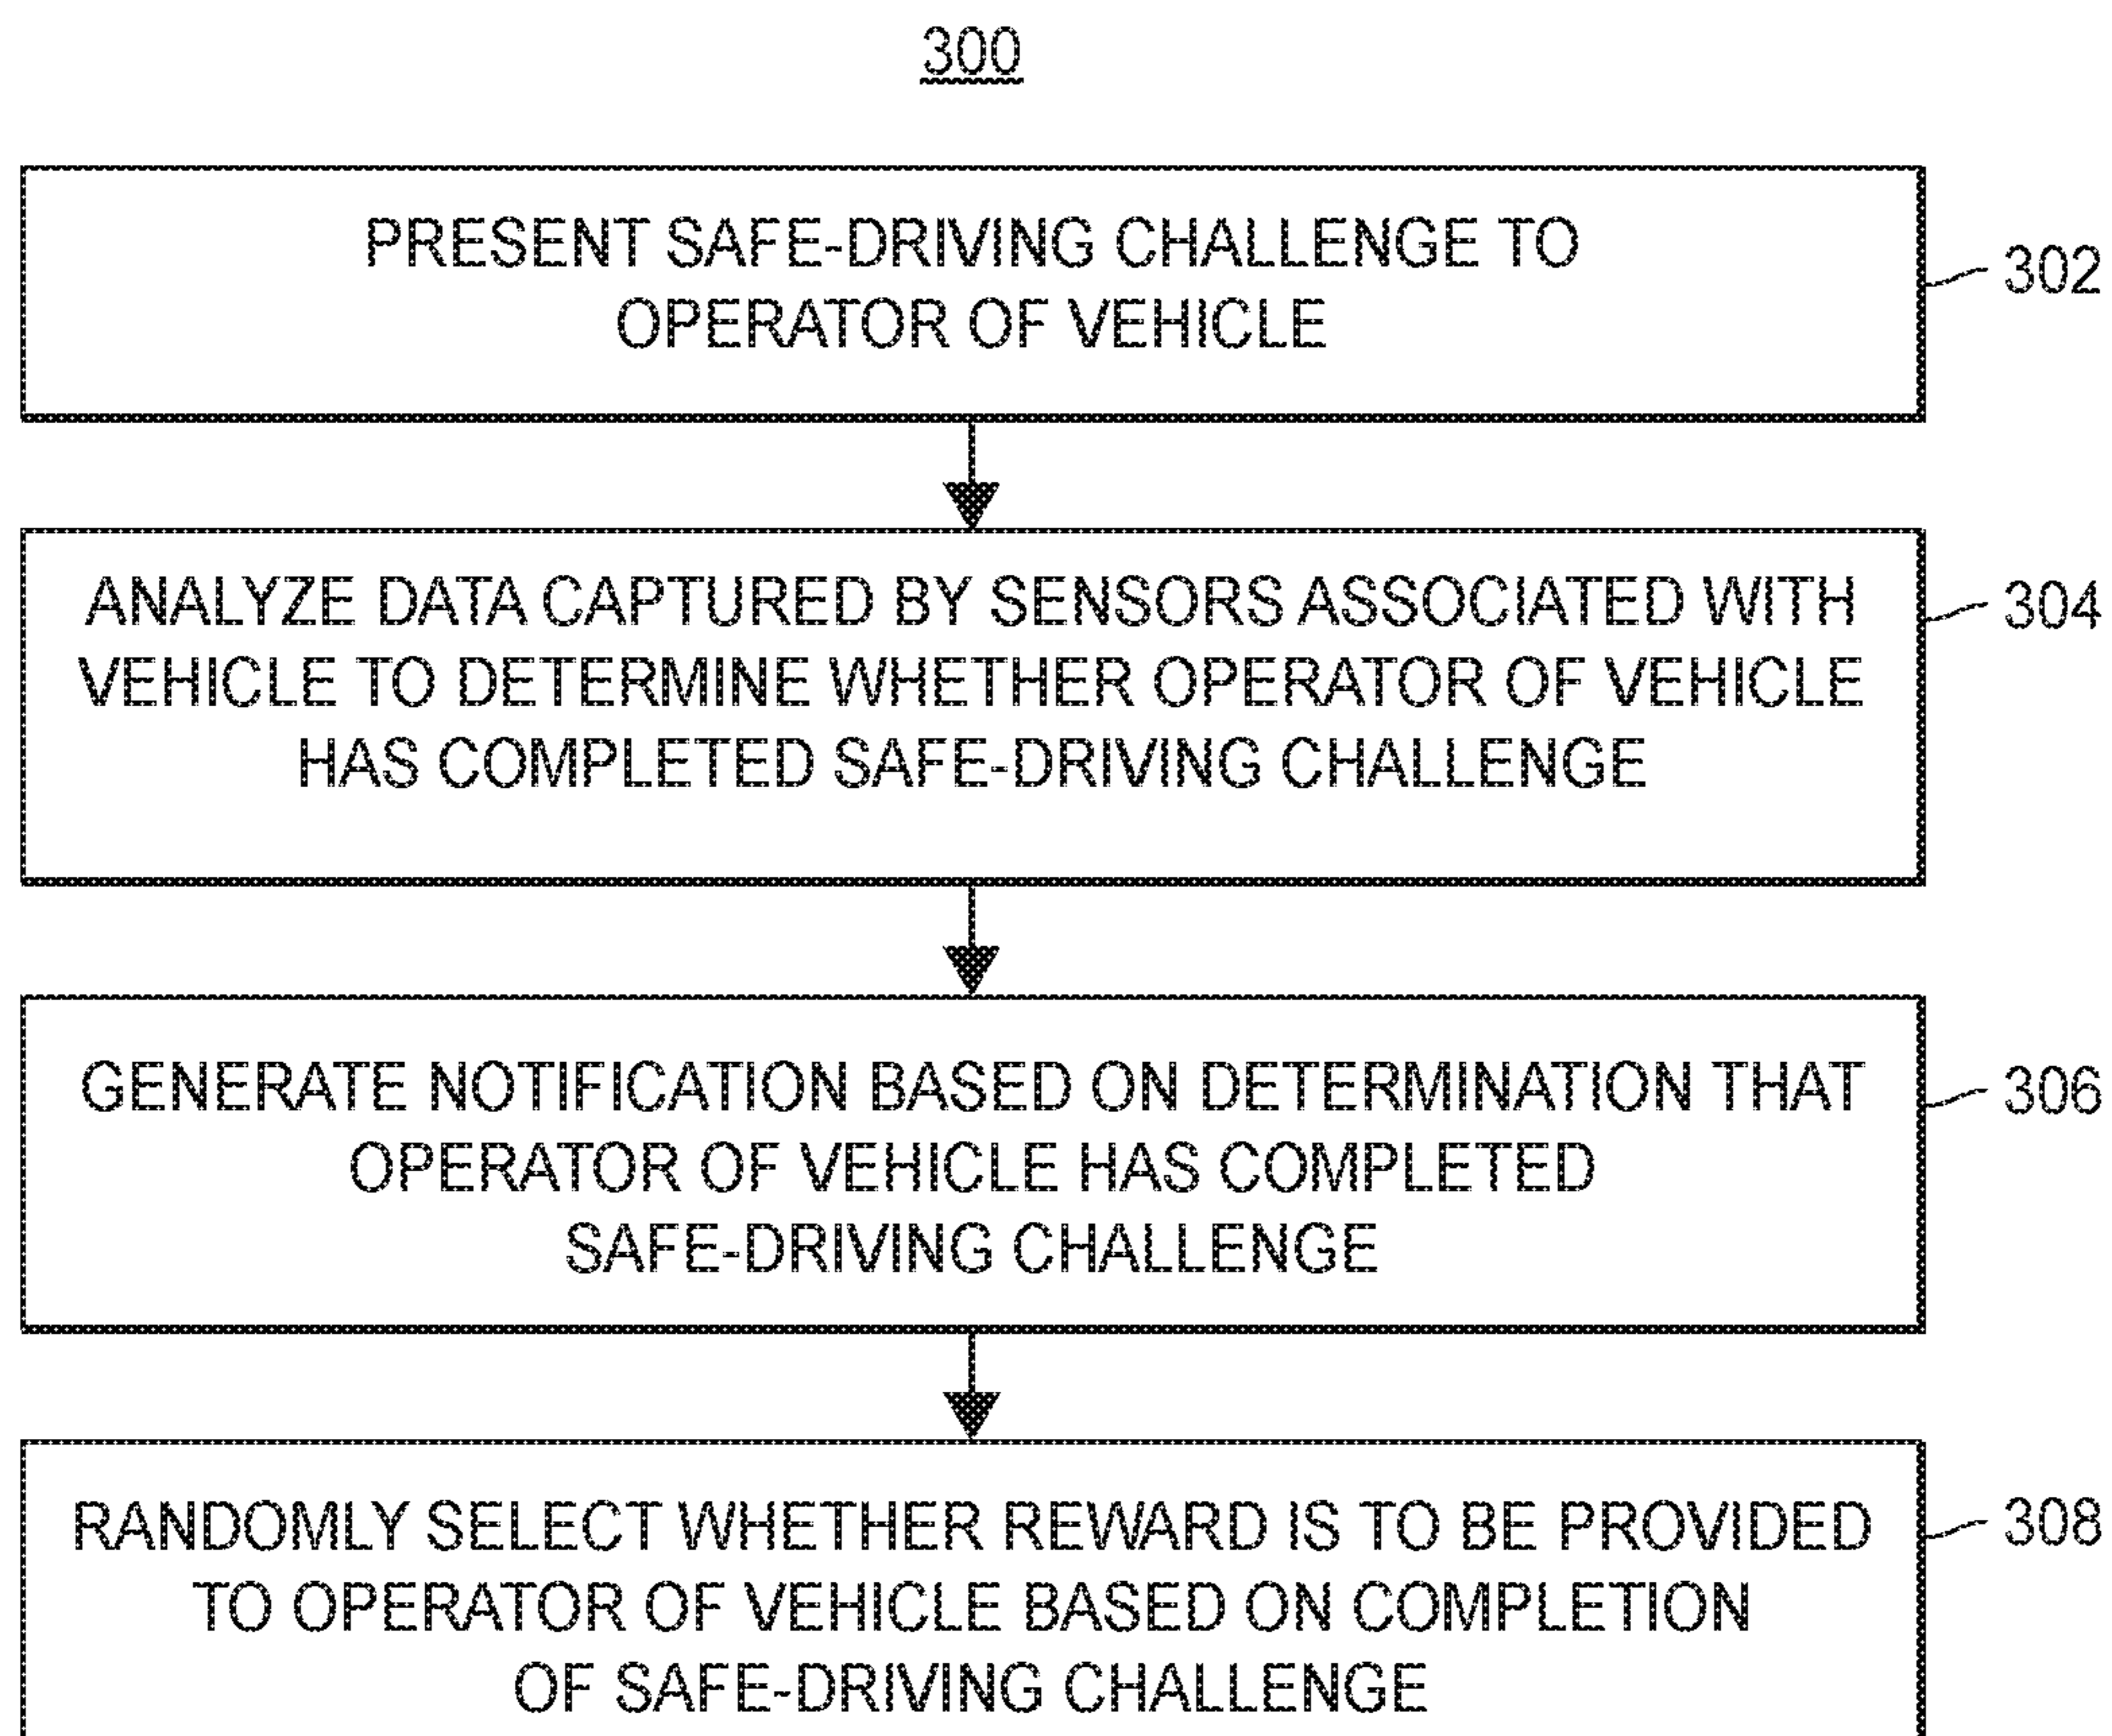 300
PRESENT SAFE-DRIVING CHALLENGE TO
OPERATOR OF VEHICLE
302
ANALYZE DATA CAPTURED BY SENSORS ASSOCIATED WITH
VEHICLE TO DETERMINE WHETHER OPERATOR OF VEHICLE
HAS COMPLETED SAFE-DRIVING CHALLENGE
304
GENERATE NOTIFICATION BASED ON DETERMINATION THAT
OPERATOR OF VEHICLE HAS COMPLETED
SAFE-DRIVING CHALLENGE
306
RANDOMLY SELECT WHETHER REWARD IS TO BE PROVIDED
TO OPERATOR OF VEHICLE BASED ON COMPLETION
OF SAFE-DRIVING CHALLENGE
308